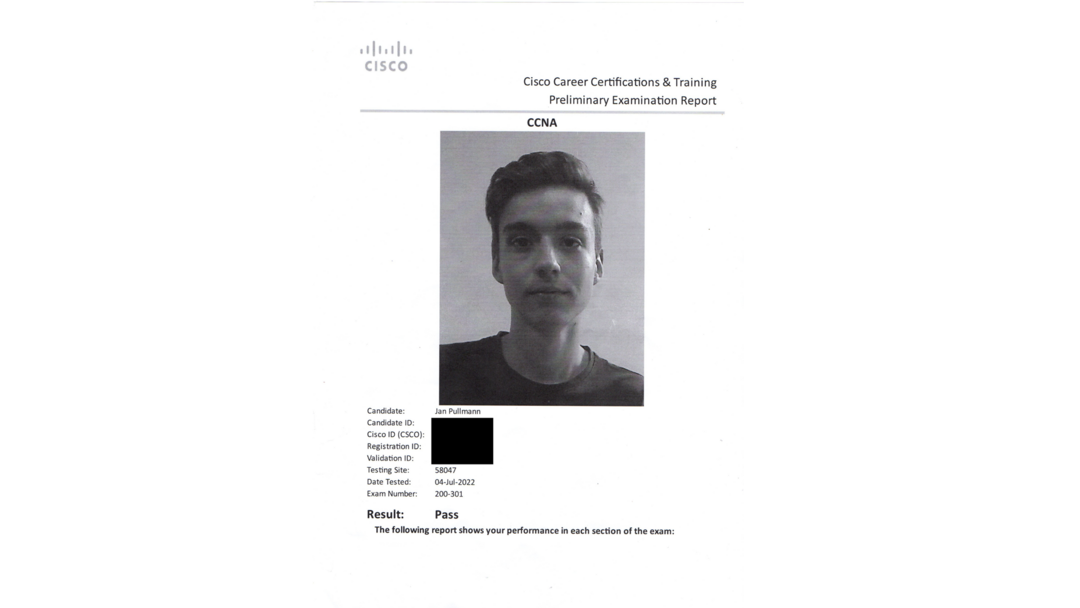 CISCO
Cisco Career Certifications & Training
Preliminary Examination Report
CCNA
Candidate: Jan Pullmann
Candidate ID:
Cisco ID (CSCO):
Registration ID:
Validation ID:
Testing Site: 58047
Date Tested: 04-Jul-2022
Exam Number: 200-301
Result: Pass
The following report shows your performance in each section of the exam: